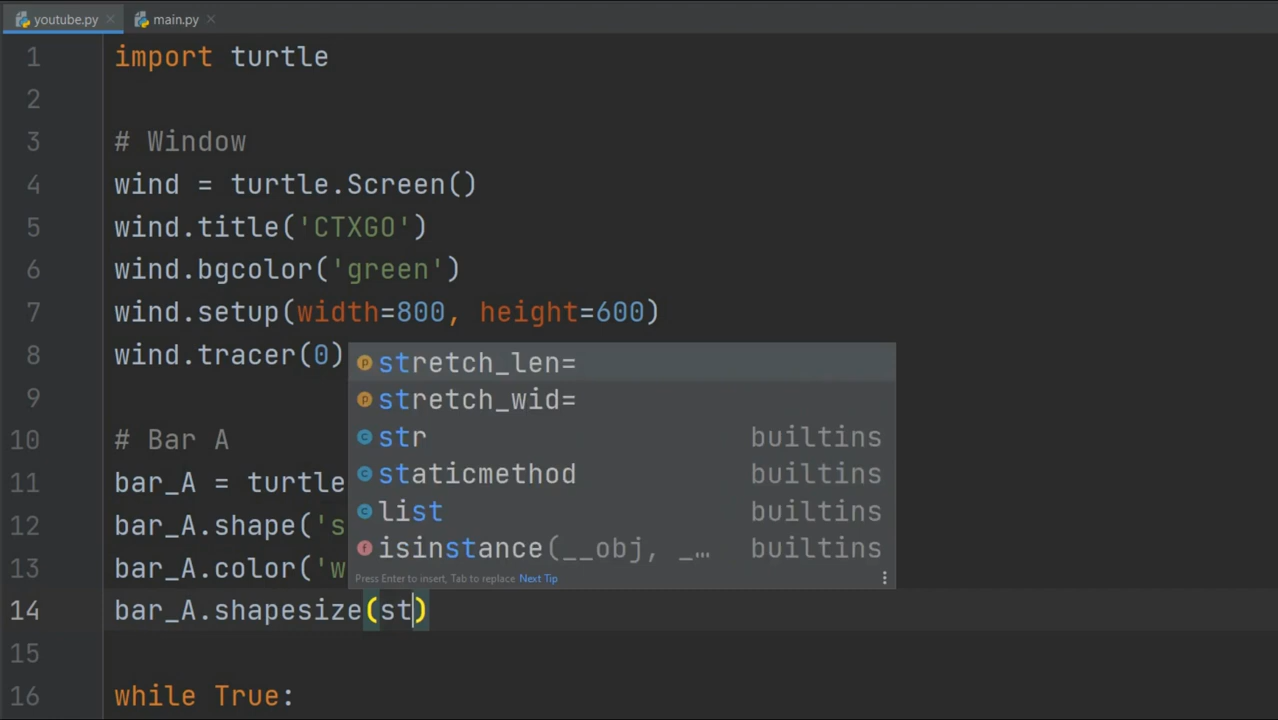 youtube.py main.py
1 import turtle
2
3 # Window
4 wind = turtle.Screen()
5 wind.title('CTXGO')
6 wind.bgcolor('green')
7 wind.setup(width=800, height=600)
8 wind.tracer(0)
p stretch_len=
9
p stretch_wid=
10 # Bar A
c str builtins
11 bar_A = turtle
c staticmethod builtins
12 bar_A.shape('s
c list builtins
13 bar_A.color('w
f isinstance(__obj, _… builtins
Press Enter to insert, Tab to replace Next Tip
14 bar_A.shapesize(st)
15
16 while True: